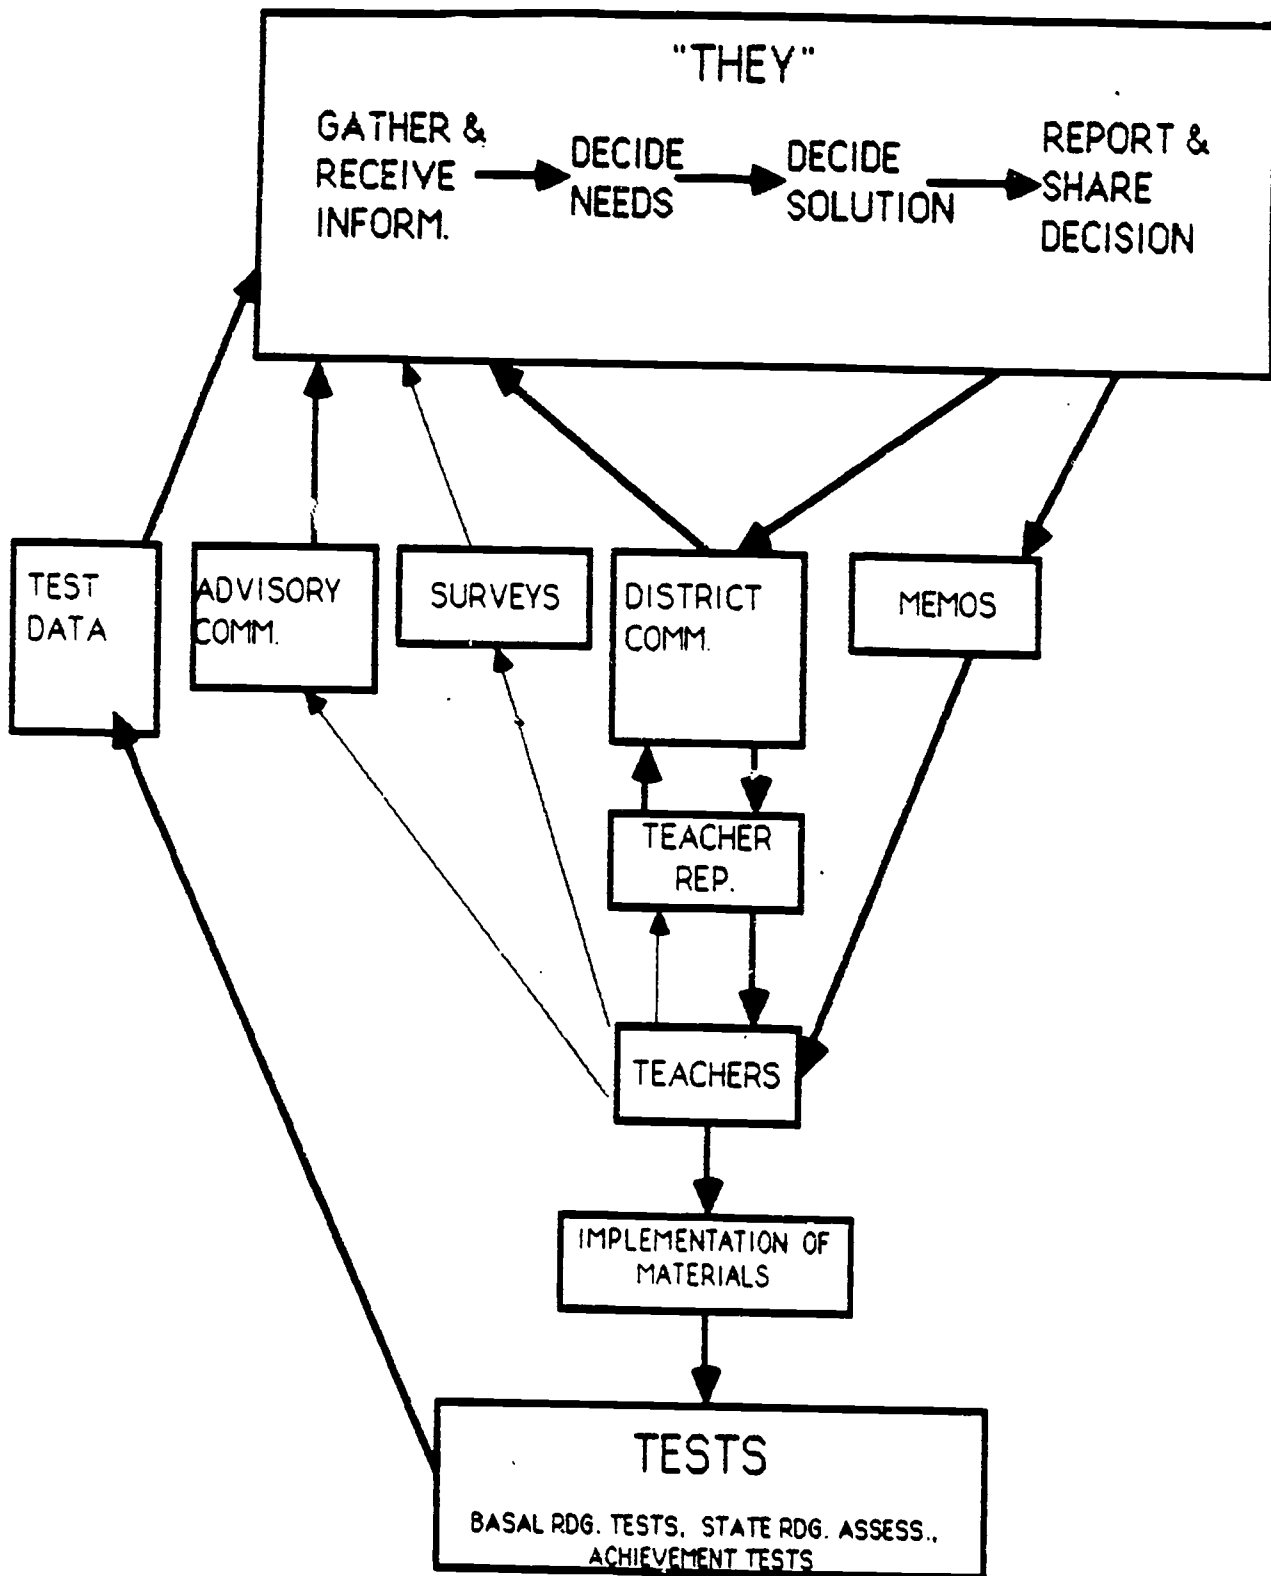 "THEY"
GATHER &
RECEIVE
INFORM.
DECIDE
NEEDS
DECIDE
SOLUTION
REPORT &
SHARE
DECISION
TEST
DATA
ADVISORY
COMM.
SURVEYS
DISTRICT
COMM.
MEMOS
TEACHER
REP.
TEACHERS
IMPLEMENTATION OF
MATERIALS
TESTS
BASAL RDG. TESTS, STATE RDG. ASSESS.,
ACHIEVEMENT TESTS